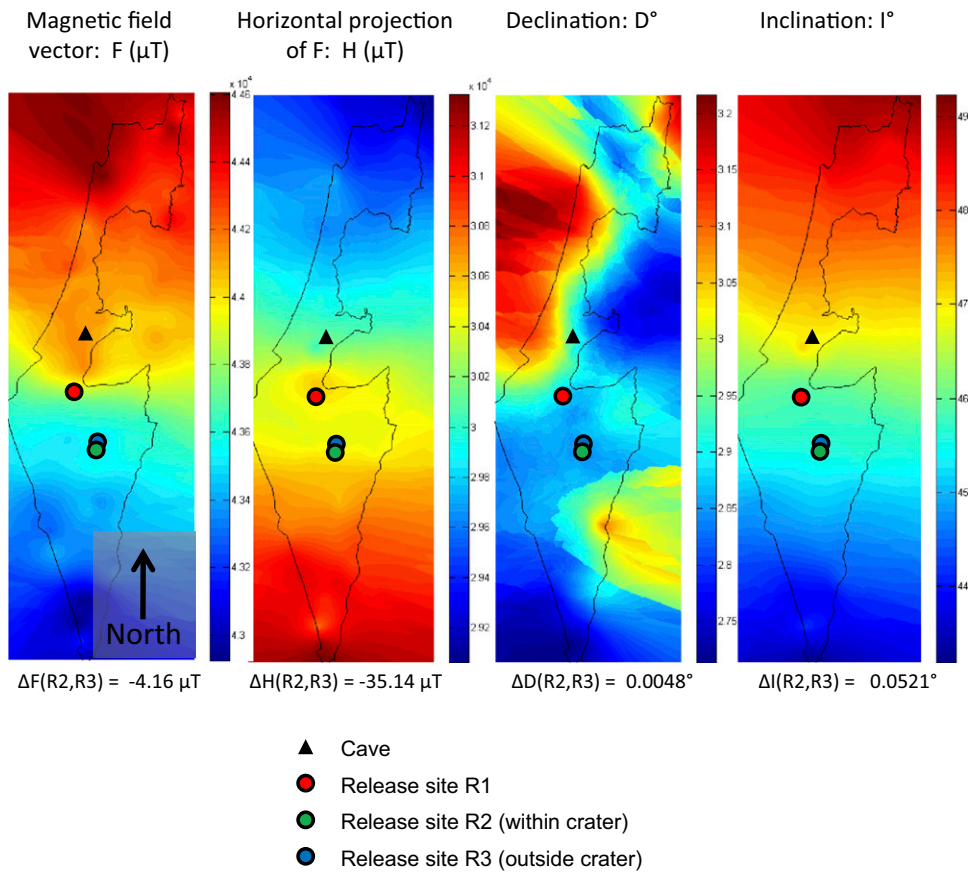 Magnetic field
vector: F (μT)
Horizontal projection
of F: H (μT)
Declination: D°
Inclination: I°
x 10⁴
4.46
4.44
4.42
4.4
4.38
4.36
4.34
4.32
4.3
North
x 10⁴
3.12
3.1
3.08
3.06
3.04
3.02
3
2.98
2.96
2.94
2.92
3.2
3.15
3.1
3.05
3
2.95
2.9
2.85
2.8
2.75
49
48
47
46
45
44
ΔF(R2,R3) = -4.16 μT
ΔH(R2,R3) = -35.14 μT
ΔD(R2,R3) = 0.0048°
ΔI(R2,R3) = 0.0521°
Cave
Release site R1
Release site R2 (within crater)
Release site R3 (outside crater)